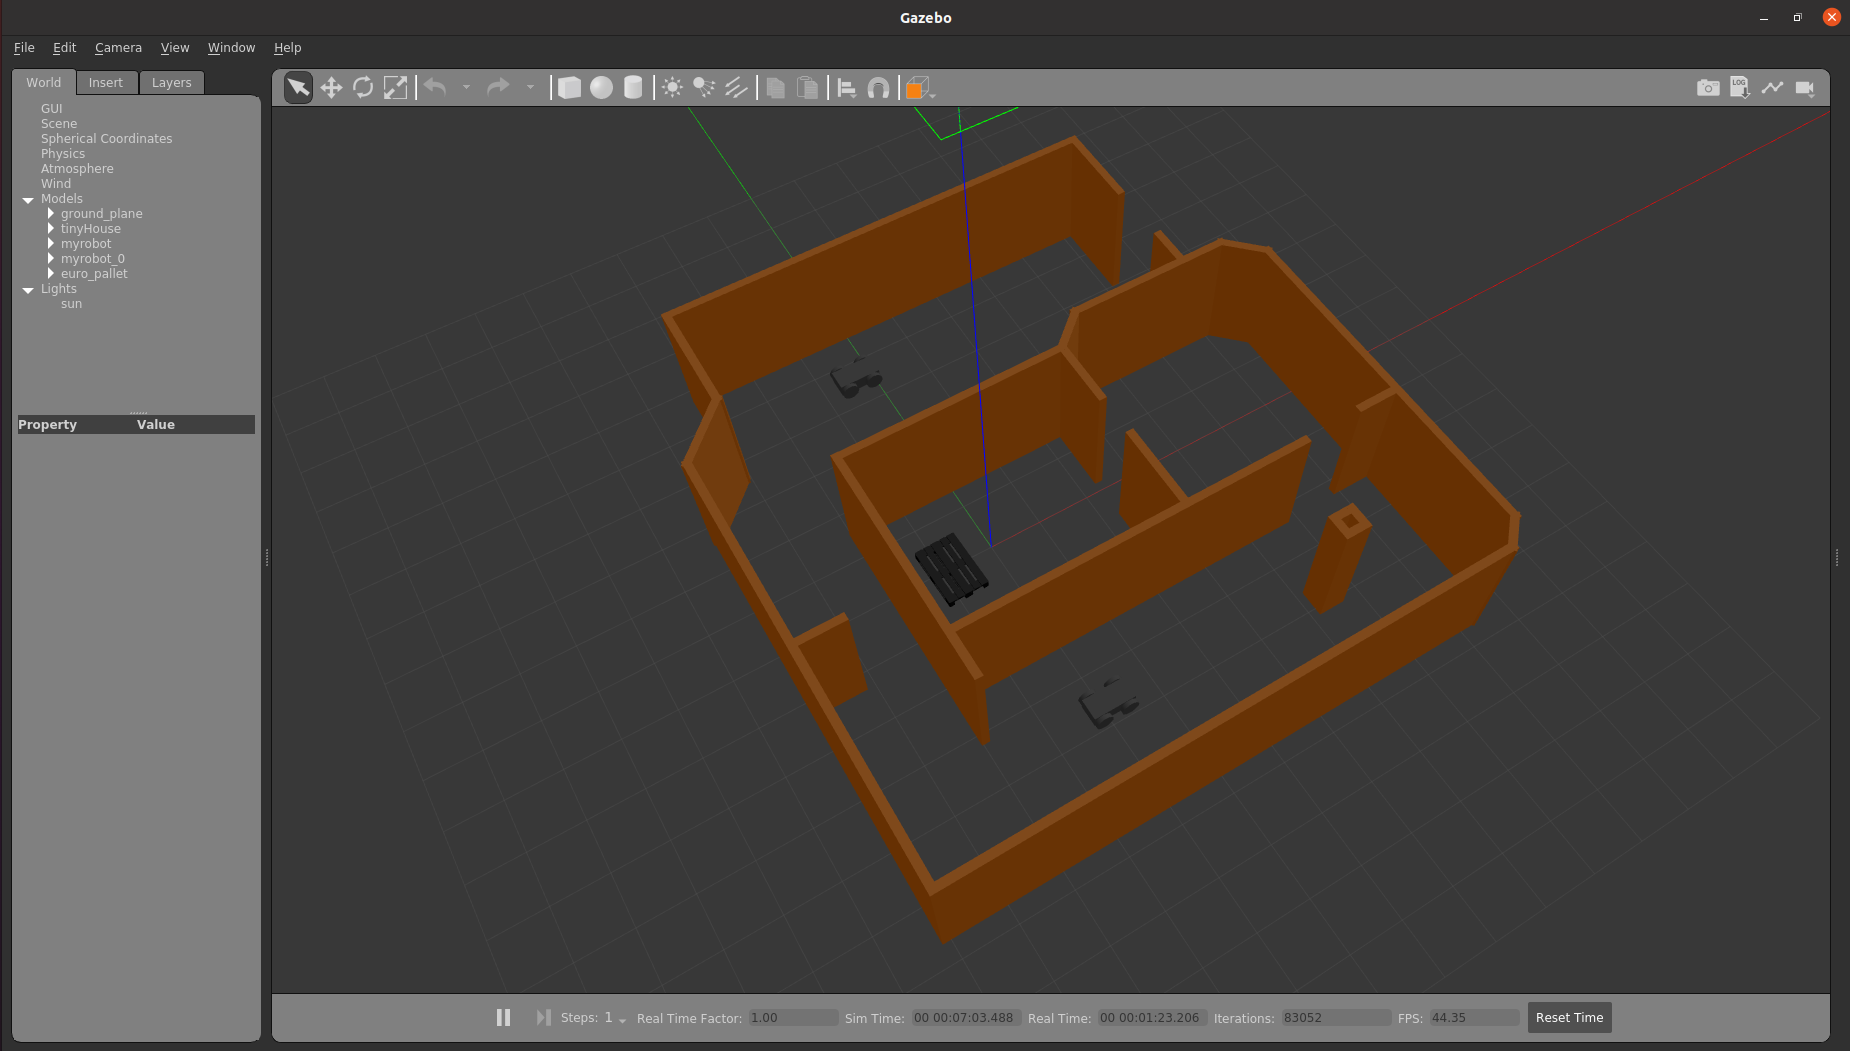 Gazebo
File Edit Camera View Window Help
World Insert Layers
GUI
Scene
Spherical Coordinates
Physics
Atmosphere
Wind
Models
ground_plane
tinyHouse
myrobot
myrobot_0
euro_pallet
Lights
sun
Property Value
LOG
Steps: 1 Real Time Factor: 1.00 Sim Time: 00 00:07:03.488 Real Time: 00 00:01:23.206 Iterations: 83052 FPS: 44.35 Reset Time